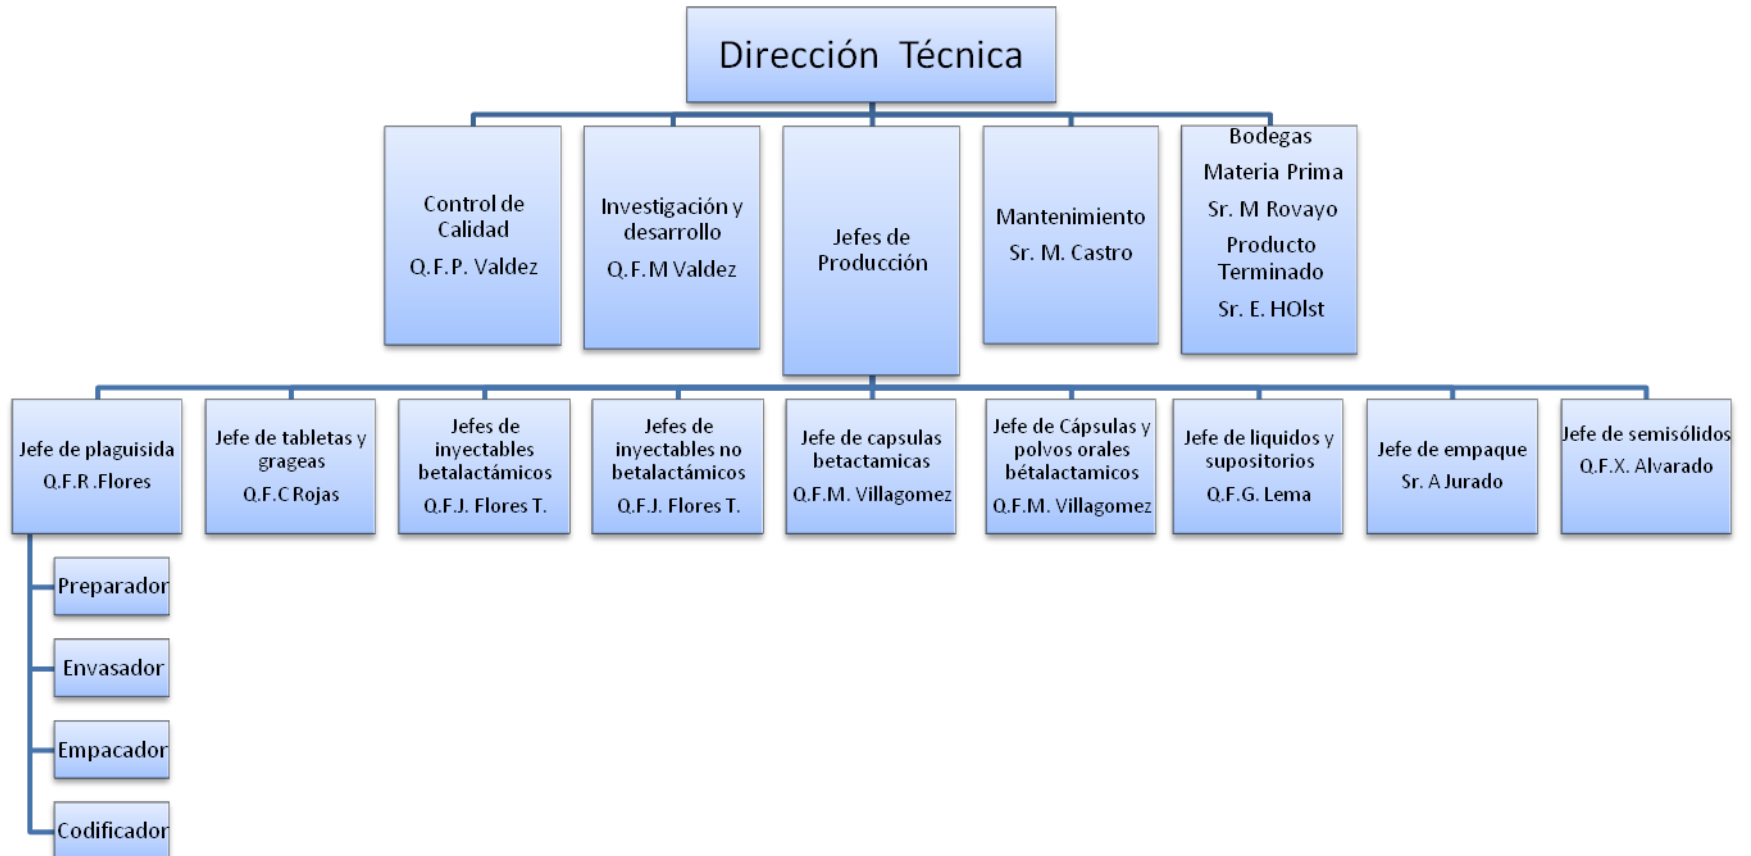 Dirección Técnica
Control de
Calidad
Q.F.P. Valdez
Investigación y
desarrollo
Q.F.M Valdez
Jefes de
Producción
Mantenimiento
Sr. M. Castro
Bodegas
Materia Prima
Sr. M Rovayo
Producto
Terminado
Sr. E. HOlst
Jefe de plaguisida
Q.F.R .Flores
Jefe de tabletas y
grageas
Q.F.C Rojas
Jefes de
inyectables
betalactámicos
Q.F.J. Flores T.
Jefes de
inyectables no
betalactámicos
Q.F.J. Flores T.
Jefe de capsulas
betactamicas
Q.F.M. Villagomez
Jefe de Cápsulas y
polvos orales
bétalactamicos
Q.F.M. Villagomez
Jefe de liquidos y
supositorios
Q.F.G. Lema
Jefe de empaque
Sr. A Jurado
Jefe de semisólidos
Q.F.X. Alvarado
Preparador
Envasador
Empacador
Codificador